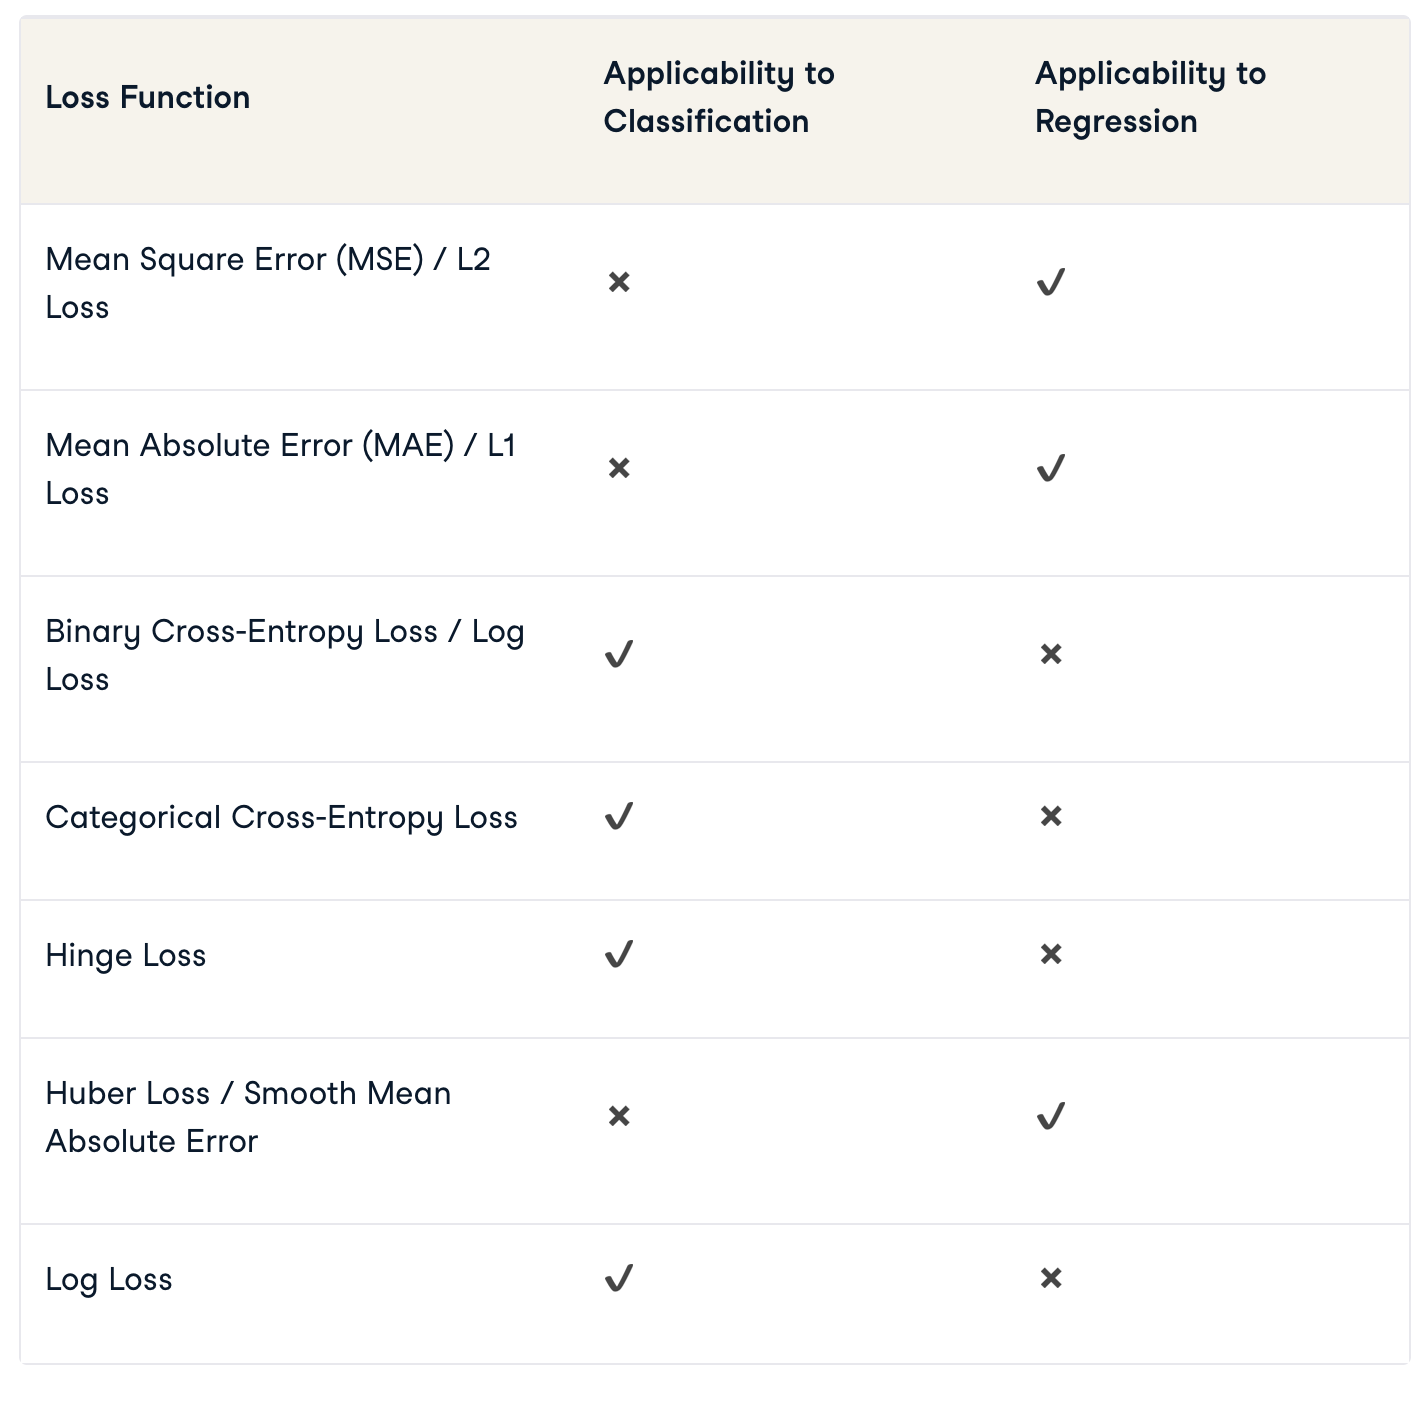 Loss Function
Applicability to
Classification
Applicability to
Regression
Mean Square Error (MSE) / L2
Loss
✖
✔
Mean Absolute Error (MAE) / L1
Loss
✖
✔
Binary Cross-Entropy Loss / Log
Loss
✔
✖
Categorical Cross-Entropy Loss
✔
✖
Hinge Loss
✔
✖
Huber Loss / Smooth Mean
Absolute Error
✖
✔
Log Loss
✔
✖